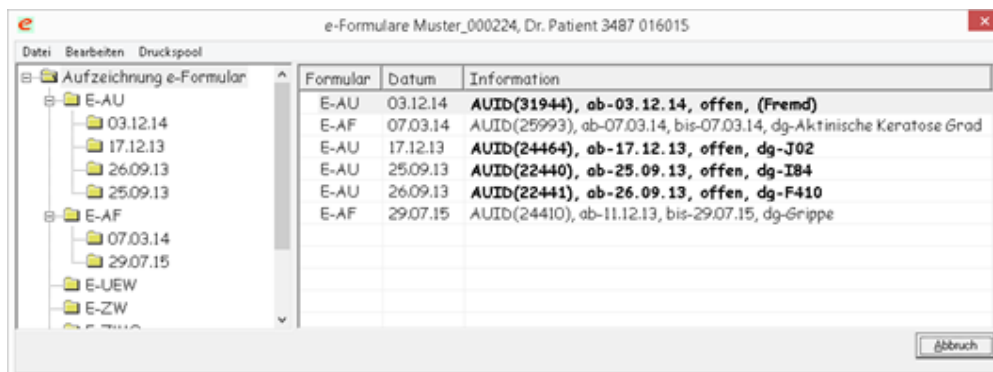 e e-Formulare Muster_000224, Dr. Patient 3487 016015
Datei Bearbeiten Druckspool
Aufzeichnung e-Formular
E-AU
03.12.14
17.12.13
26.09.13
25.09.13
E-AF
07.03.14
29.07.15
E-UEW
E-ZW
Formular Datum Information
E-AU 03.12.14 AUID(31944), ab-03.12.14, offen, (Fremd)
E-AF 07.03.14 AUID(25993), ab-07.03.14, bis-07.03.14, dg-Aktinische Keratose Grad
E-AU 17.12.13 AUID(24464), ab-17.12.13, offen, dg-J02
E-AU 25.09.13 AUID(22440), ab-25.09.13, offen, dg-I84
E-AU 26.09.13 AUID(22441), ab-26.09.13, offen, dg-F410
E-AF 29.07.15 AUID(24410), ab-11.12.13, bis-29.07.15, dg-Grippe
Abbruch